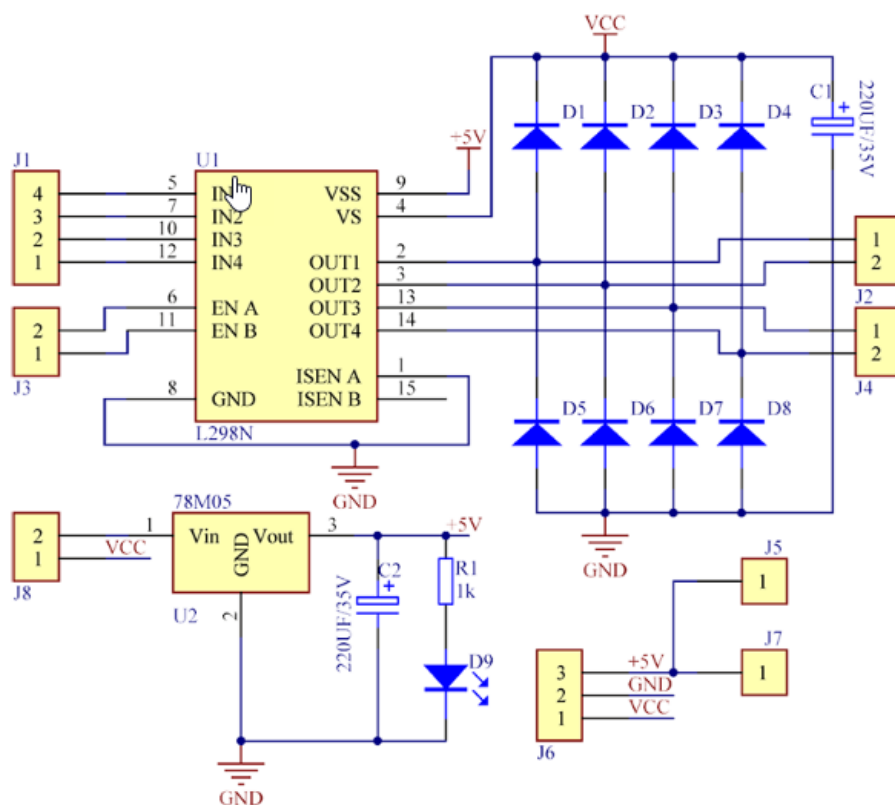 VCC
C1
220UF/35V
D1 D2 D3 D4
+5V
J1 U1
4 5 IN 9 VSS
3 7 IN2 4 VS
2 10 IN3
1 12 IN4 OUT1 2 1
OUT2 3 2
J2
2 6 EN A OUT3 13 1
1 11 EN B OUT4 14 2
J3 J4
ISEN A 1
8 GND ISEN B 15
D5 D6 D7 D8
L298N
GND
78M05
2 1 Vin Vout 3 +5V
1 VCC GND
J8
U2 2
C2
220UF/35V
R1
1k
D9
GND
GND
J5
1
J7
3 +5V 1
2 GND
1 VCC
J6